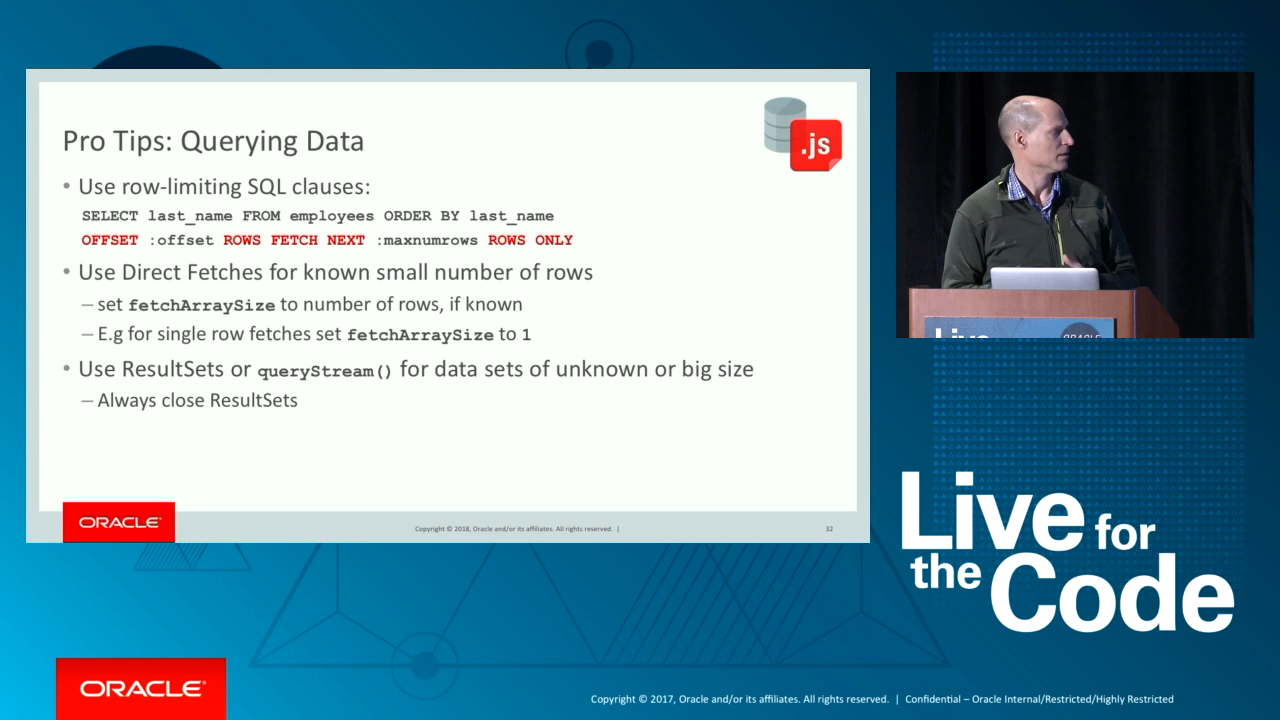 Pro Tips: Querying Data
.js
• Use row-limiting SQL clauses:
SELECT last_name FROM employees ORDER BY last_name
OFFSET :offset ROWS FETCH NEXT :maxnumrows ROWS ONLY
• Use Direct Fetches for known small number of rows
– set fetchArraySize to number of rows, if known
– E.g for single row fetches set fetchArraySize to 1
• Use ResultSets or queryStream() for data sets of unknown or big size
– Always close ResultSets
ORACLE
Copyright © 2018, Oracle and/or its affiliates. All rights reserved. |
32
Live
ORACLE
Live for
the Code
ORACLE
Copyright © 2017, Oracle and/or its affiliates. All rights reserved. | Confidential – Oracle Internal/Restricted/Highly Restricted